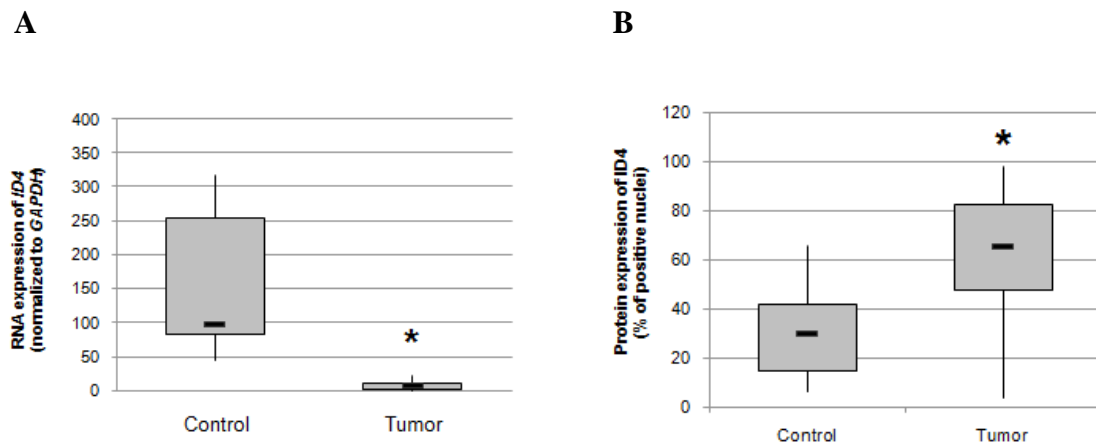 A
RNA expression of ID4
(normalized to GAPDH)
400
350
300
250
200
150
100
50
0
*
Control
Tumor
B
Protein expression of ID4
(% of positive nuclei)
120
100
80
60
40
20
0
*
Control
Tumor